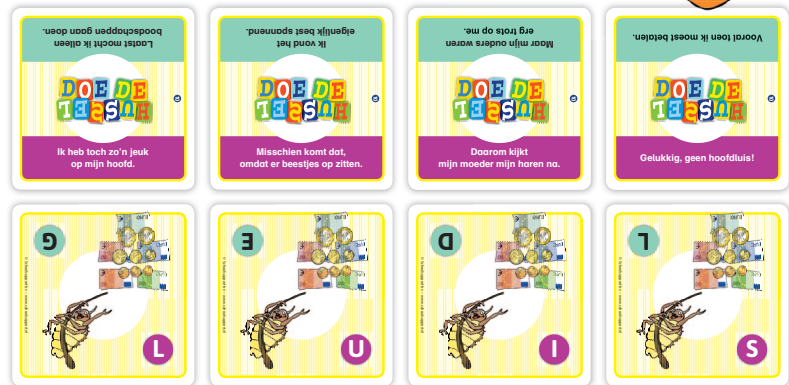 Laatst mocht ik alleen
boodschappen gaan doen.
DOE DE
HUSSEL
Ik heb toch zo'n jeuk
op mijn hoofd.
Ik vond het
eigenlijk best spannend.
DOE DE
HUSSEL
Misschien komt dat,
omdat er beestjes op zitten.
Maar mijn ouders waren
erg trots op me.
DOE DE
HUSSEL
Daarom kijkt
mijn moeder mijn haren na.
Vooral toen ik moest betalen.
DOE DE
HUSSEL
Gelukkig, geen hoofdluis!
G
L
E
U
D
I
L
S